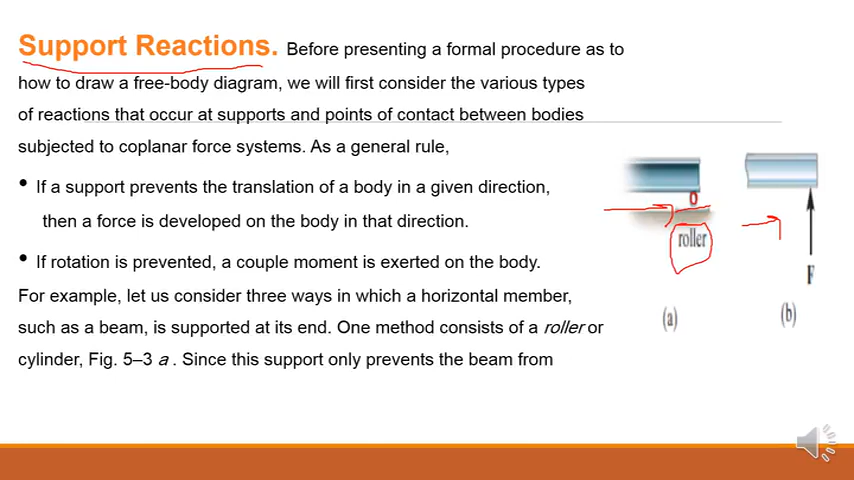 Support Reactions. Before presenting a formal procedure as to
how to draw a free-body diagram, we will first consider the various types
of reactions that occur at supports and points of contact between bodies
subjected to coplanar force systems. As a general rule,
• If a support prevents the translation of a body in a given direction,
then a force is developed on the body in that direction.
• If rotation is prevented, a couple moment is exerted on the body.
For example, let us consider three ways in which a horizontal member,
such as a beam, is supported at its end. One method consists of a roller or
cylinder, Fig. 5–3 a . Since this support only prevents the beam from
roller
F
(a)
(b)